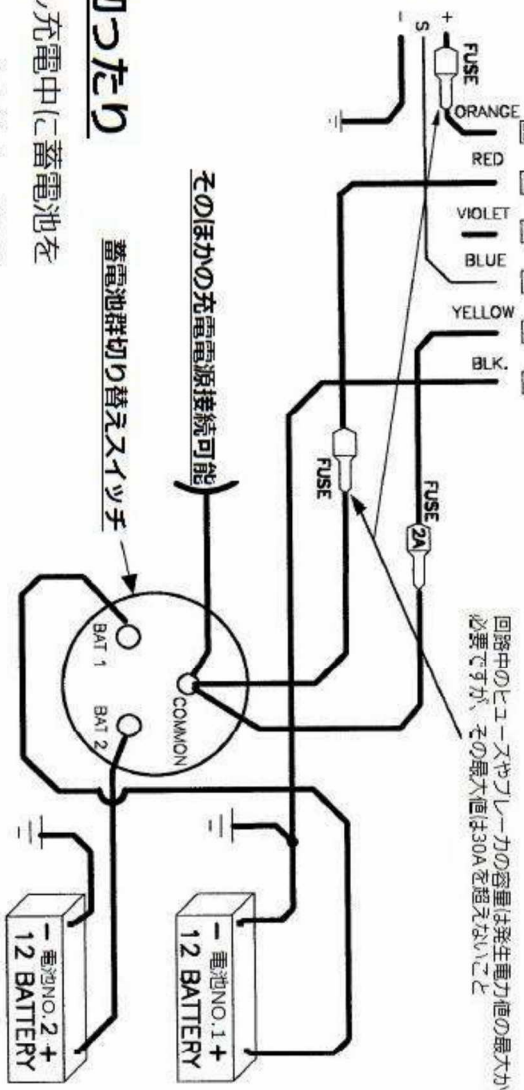 切ったり
充電中に蓄電池を
+
S
-
FUSE
ORANGE
RED
VIOLET
BLUE
YELLOW
BLK.
そのほかの充電電源接続可能
蓄電池群切り替えスイッチ
FUSE
FUSE
2A
回路中のヒューズやブレーカの容量は発生電力値の最大力
必要ですが、その最大値は30Aを超えないこと
BAT 1
BAT 2
COMMON
- 電池NO.1 +
12 BATTERY
- 電池NO.2 +
12 BATTERY